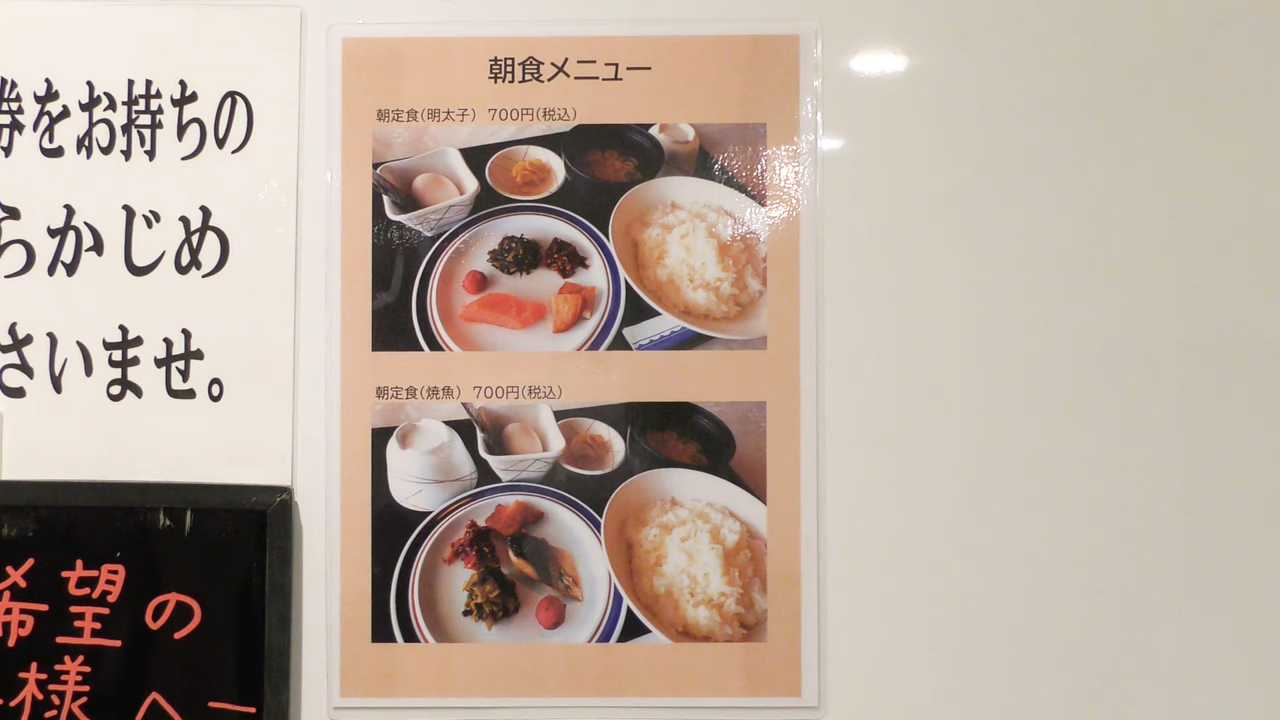 券をお持ちの
らかじめ
さいませ。
希望の
様へ
朝食メニュー
朝定食(明太子) 700円(税込)
朝定食(焼魚) 700円(税込)